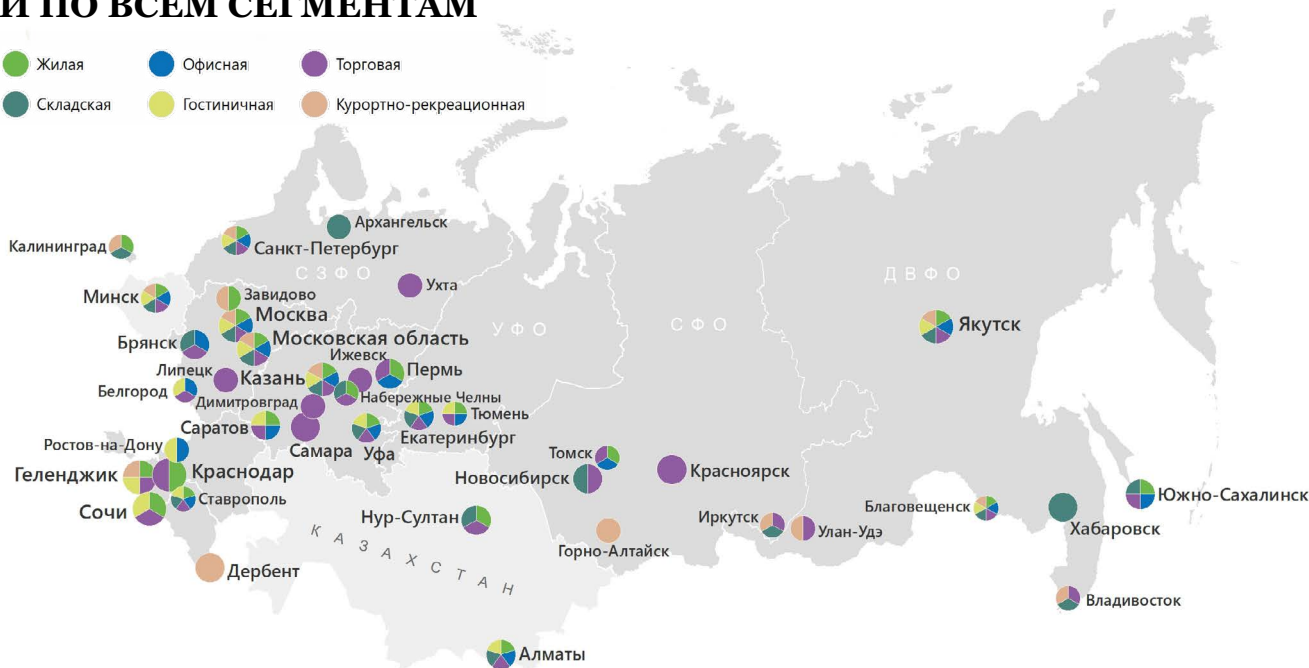 И ПО ВСЕМ СЕГМЕНТАМ
Жилая
Офисная
Торговая
Складская
Гостиничная
Курортно-рекреационная
Архангельск
Калининград
Санкт-Петербург
СЗФО
ДВФО
Ухта
Минск
Завидово
Москва
УФО
СФО
Якутск
Брянск
Московская область
Ижевск
Липецк
Казань
Пермь
Белгород
Димитровград
Набережные Челны
Тюмень
Саратов
Екатеринбург
Самара
Уфа
Ростов-на-Дону
Томск
Геленджик
Краснодар
Красноярск
Новосибирск
Ставрополь
Южно-Сахалинск
Сочи
Нур-Султан
Благовещенск
Иркутск
Улан-Удэ
Хабаровск
КАЗАХСТАН
Горно-Алтайск
Дербент
Владивосток
Алматы